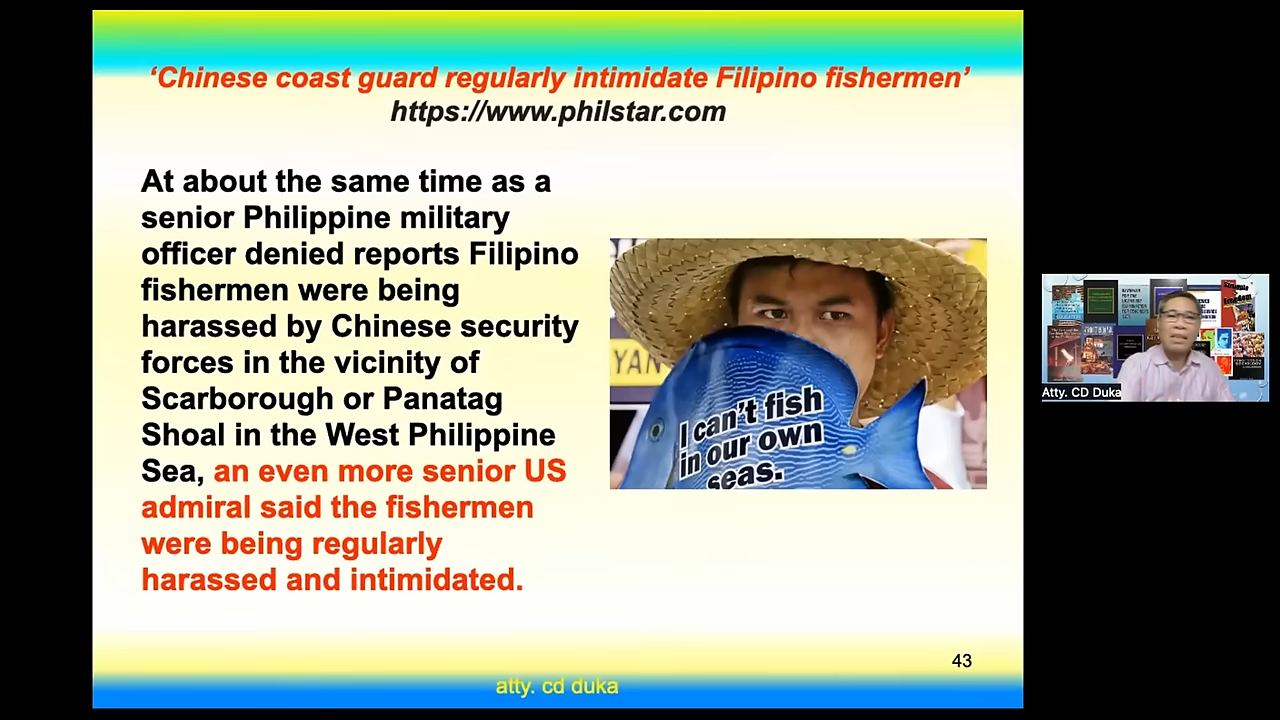 ‘Chinese coast guard regularly intimidate Filipino fishermen’
https://www.philstar.com
At about the same time as a
senior Philippine military
officer denied reports Filipino
fishermen were being
harassed by Chinese security
forces in the vicinity of
Scarborough or Panatag
Shoal in the West Philippine
Sea, an even more senior US
admiral said the fishermen
were being regularly
harassed and intimidated.
YAN
I can't fish
in our own
seas.
43
atty. cd duka
Atty. CD Duka